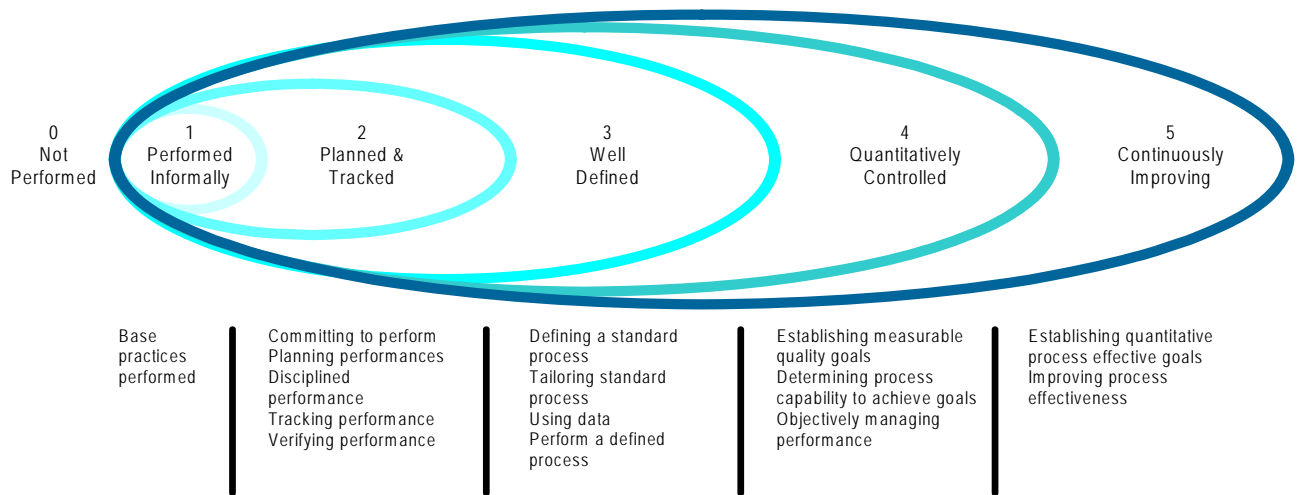 0
Not
Performed
1
Performed
Informally
2
Planned &
Tracked
3
Well
Defined
4
Quantitatively
Controlled
5
Continuously
Improving
Base
practices
performed
Committing to perform
Planning performances
Disciplined
performance
Tracking performance
Verifying performance
Defining a standard
process
Tailoring standard
process
Using data
Perform a defined
process
Establishing measurable
quality goals
Determining process
capability to achieve goals
Objectively managing
performance
Establishing quantitative
process effective goals
Improving process
effectiveness